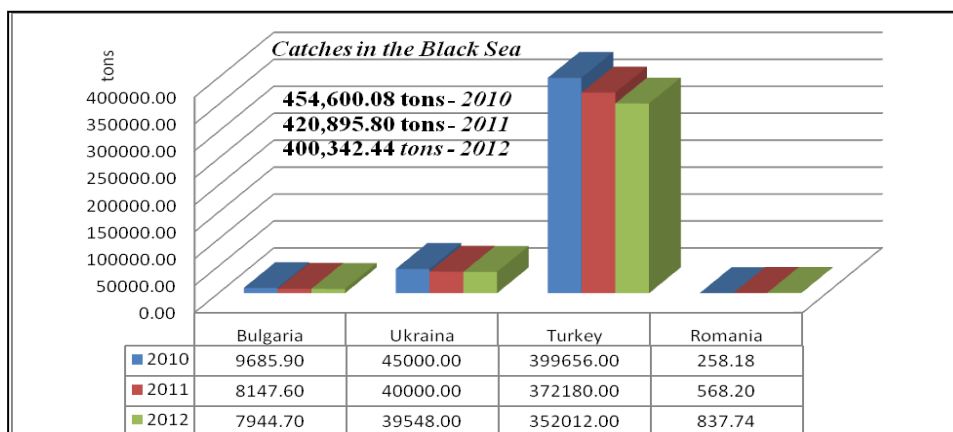 tons
Catches in the Black Sea
454,600.08 tons - 2010
420,895.80 tons - 2011
400,342.44 tons - 2012
400000.00
350000.00
300000.00
250000.00
200000.00
150000.00
100000.00
50000.00
0.00
Bulgaria Ukraina Turkey Romania
2010 9685.90 45000.00 399656.00 258.18
2011 8147.60 40000.00 372180.00 568.20
2012 7944.70 39548.00 352012.00 837.74